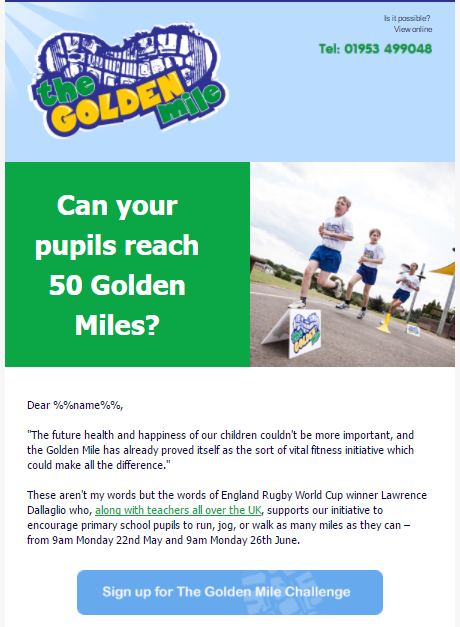 Is it possible?
View online
Tel: 01953 499048
the
GOLDEN
mile
Can your
pupils reach
50 Golden
Miles?
the
GOLDEN
mile
Dear %%name%%,
"The future health and happiness of our children couldn't be more important, and
the Golden Mile has already proved itself as the sort of vital fitness initiative which
could make all the difference."
These aren't my words but the words of England Rugby World Cup winner Lawrence
Dallaglio who, along with teachers all over the UK, supports our initiative to
encourage primary school pupils to run, jog, or walk as many miles as they can –
from 9am Monday 22nd May and 9am Monday 26th June.
Sign up for The Golden Mile Challenge